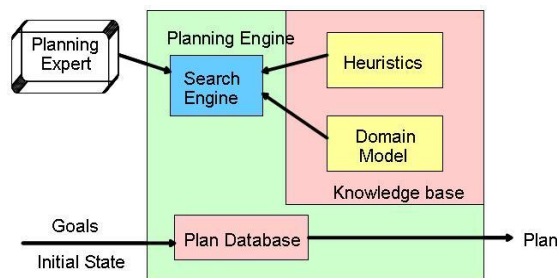 Planning
Expert
Planning Engine
Search
Engine
Heuristics
Domain
Model
Knowledge base
Goals
Initial State
Plan Database
Plan